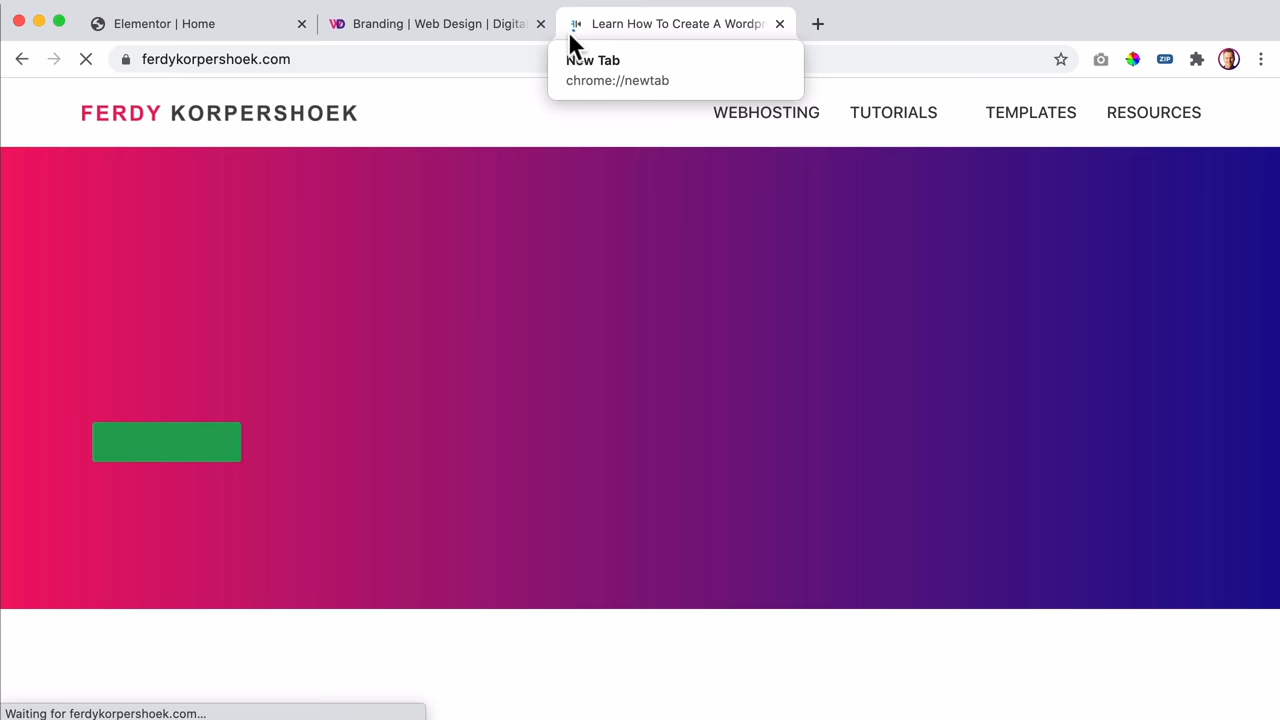 Elementor | Home
Branding | Web Design | Digita
Learn How To Create A Wordpr
ferdykorpershoek.com
ZIP
New Tab
chrome://newtab
FERDY KORPERSHOEK
WEBHOSTING
TUTORIALS
TEMPLATES
RESOURCES
Waiting for ferdykorpershoek.com...